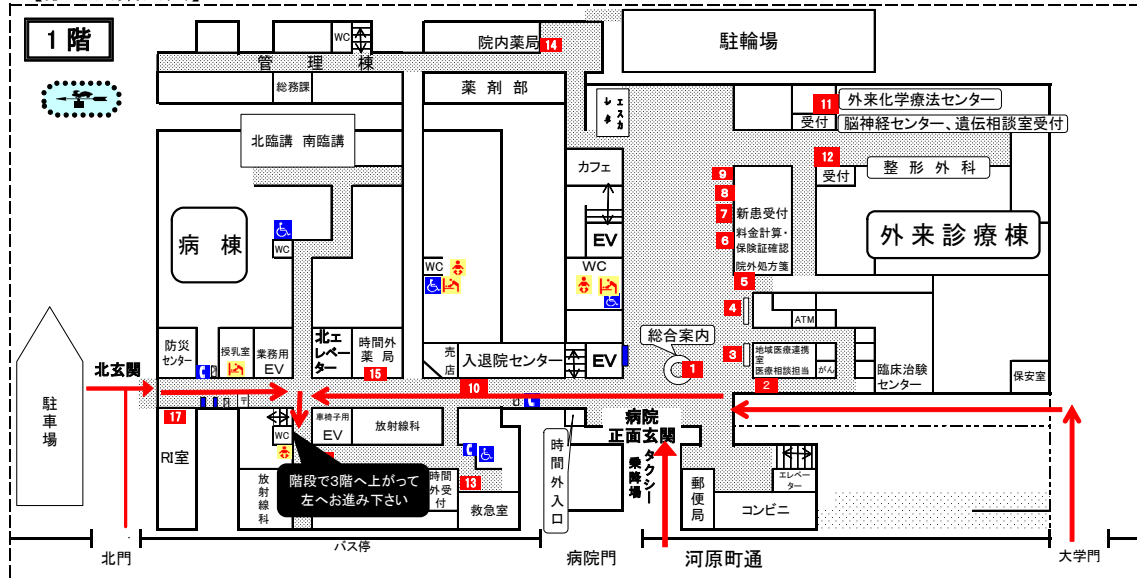 1 階
WC
院内薬局
14
駐輪場
管 理 棟
総務課
薬 剤 部
エスカ
レータ
11
外来化学療法センター
受付
脳神経センター、遺伝相談室受付
北臨講 南臨講
カフェ
12
受付
整 形 外 科
9
8
7
新患受付
6
料金計算・
保険証確認
院外処方箋
5
病 棟
外 来 診 療 棟
WC
EV
WC
WC
4
ATM
総合案内
防災
センター
授乳室
業務用
EV
北エ
レベー
ター
時間外
薬 局
15
売
店
入退院センター
EV
1
3
地域医療連携
室
医療相談担当
がん
臨床治験
センター
保安室
北玄関
10
2
駐
車
場
〒
17
RI室
WC
車椅子用
EV
放射線科
病院
正面玄関
時
間
外
入
口
タクシー
乗降場
階段で3階へ上がって
左へお進み下さい
放
射
線
科
時間
外受
付
13
救急室
郵
便
局
エレベー
ター
コンビニ
北門
バス停
病院門
河原町通
大学門